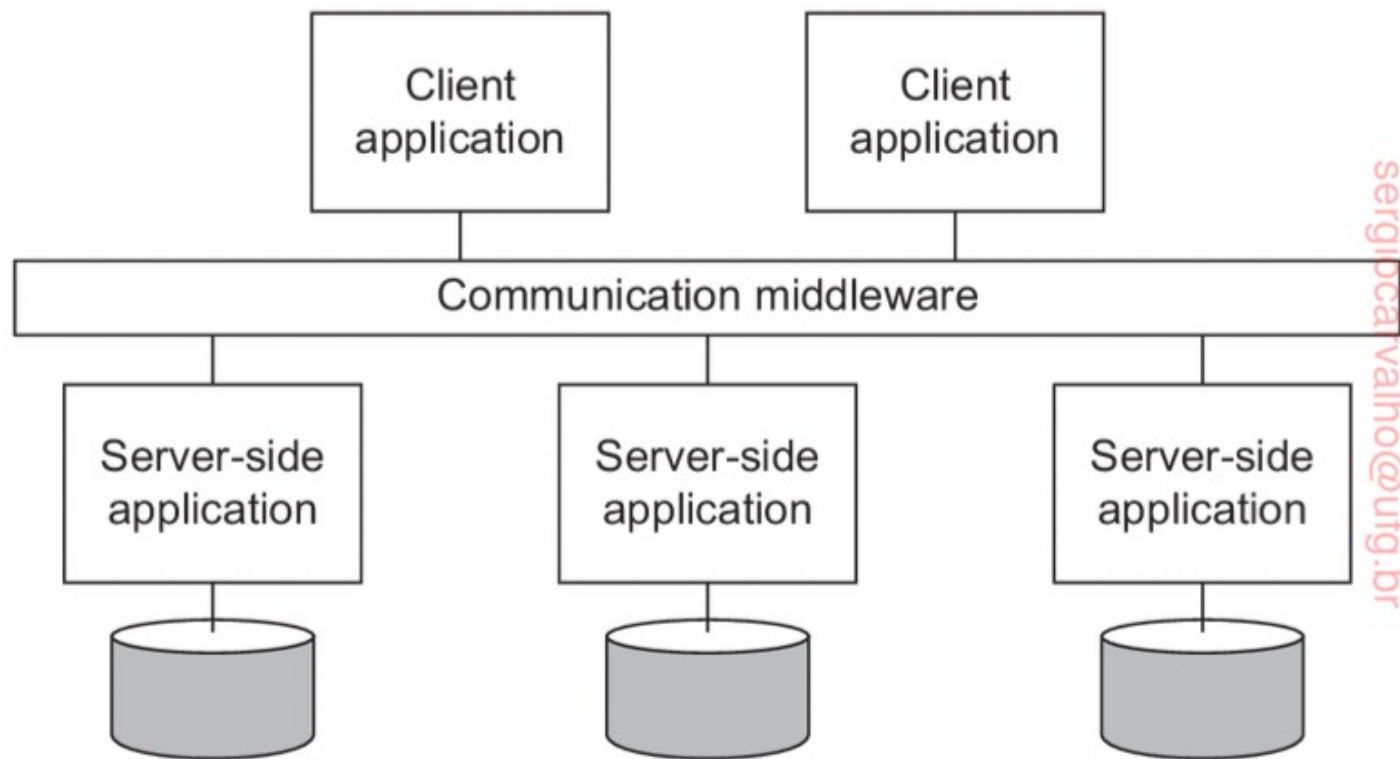 Client
application
Client
application
Communication middleware
Server-side
application
Server-side
application
Server-side
application
sergiocarvalho@ufg.br